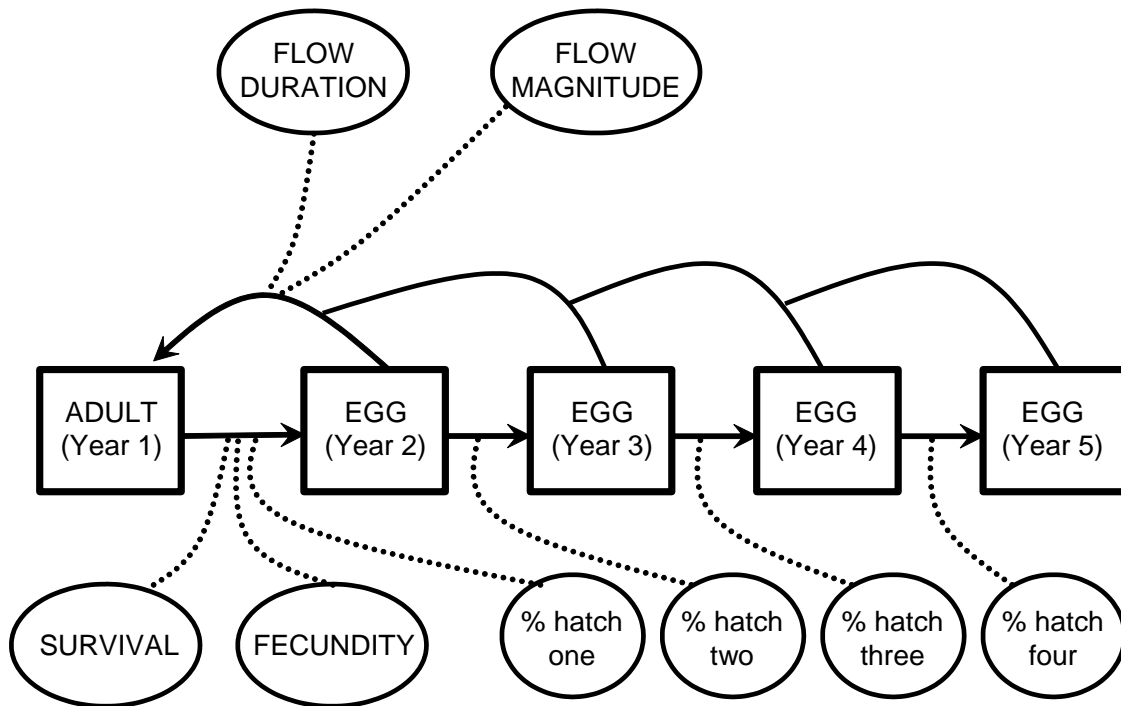 FLOW
DURATION
FLOW
MAGNITUDE
ADULT
(Year 1)
EGG
(Year 2)
EGG
(Year 3)
EGG
(Year 4)
EGG
(Year 5)
SURVIVAL
FECUNDITY
% hatch
one
% hatch
two
% hatch
three
% hatch
four